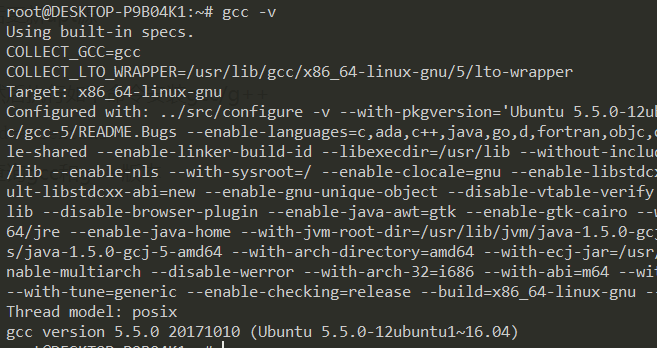 root@DESKTOP-P9B04K1:~# gcc -v
Using built-in specs.
COLLECT_GCC=gcc
COLLECT_LTO_WRAPPER=/usr/lib/gcc/x86_64-linux-gnu/5/lto-wrapper
Target: x86_64-linux-gnu
Configured with: ../src/configure -v --with-pkgversion='Ubuntu 5.5.0-12ub
c/gcc-5/README.Bugs --enable-languages=c,ada,c++,java,go,d,fortran,objc,
le-shared --enable-linker-build-id --libexecdir=/usr/lib --without-inclu
/lib --enable-nls --with-sysroot=/ --enable-clocale=gnu --enable-libstdc
ult-libstdcxx-abi=new --enable-gnu-unique-object --disable-vtable-verify
lib --disable-browser-plugin --enable-java-awt=gtk --enable-gtk-cairo --w
64/jre --enable-java-home --with-jvm-root-dir=/usr/lib/jvm/java-1.5.0-gcj
s/java-1.5.0-gcj-5-amd64 --with-arch-directory=amd64 --with-ecj-jar=/usr/
nable-multiarch --disable-werror --with-arch-32=i686 --with-abi=m64 --wit
--with-tune=generic --enable-checking=release --build=x86_64-linux-gnu --
Thread model: posix
gcc version 5.5.0 20171010 (Ubuntu 5.5.0-12ubuntu1~16.04)
root@DESKTOP-P9B04K1:~#